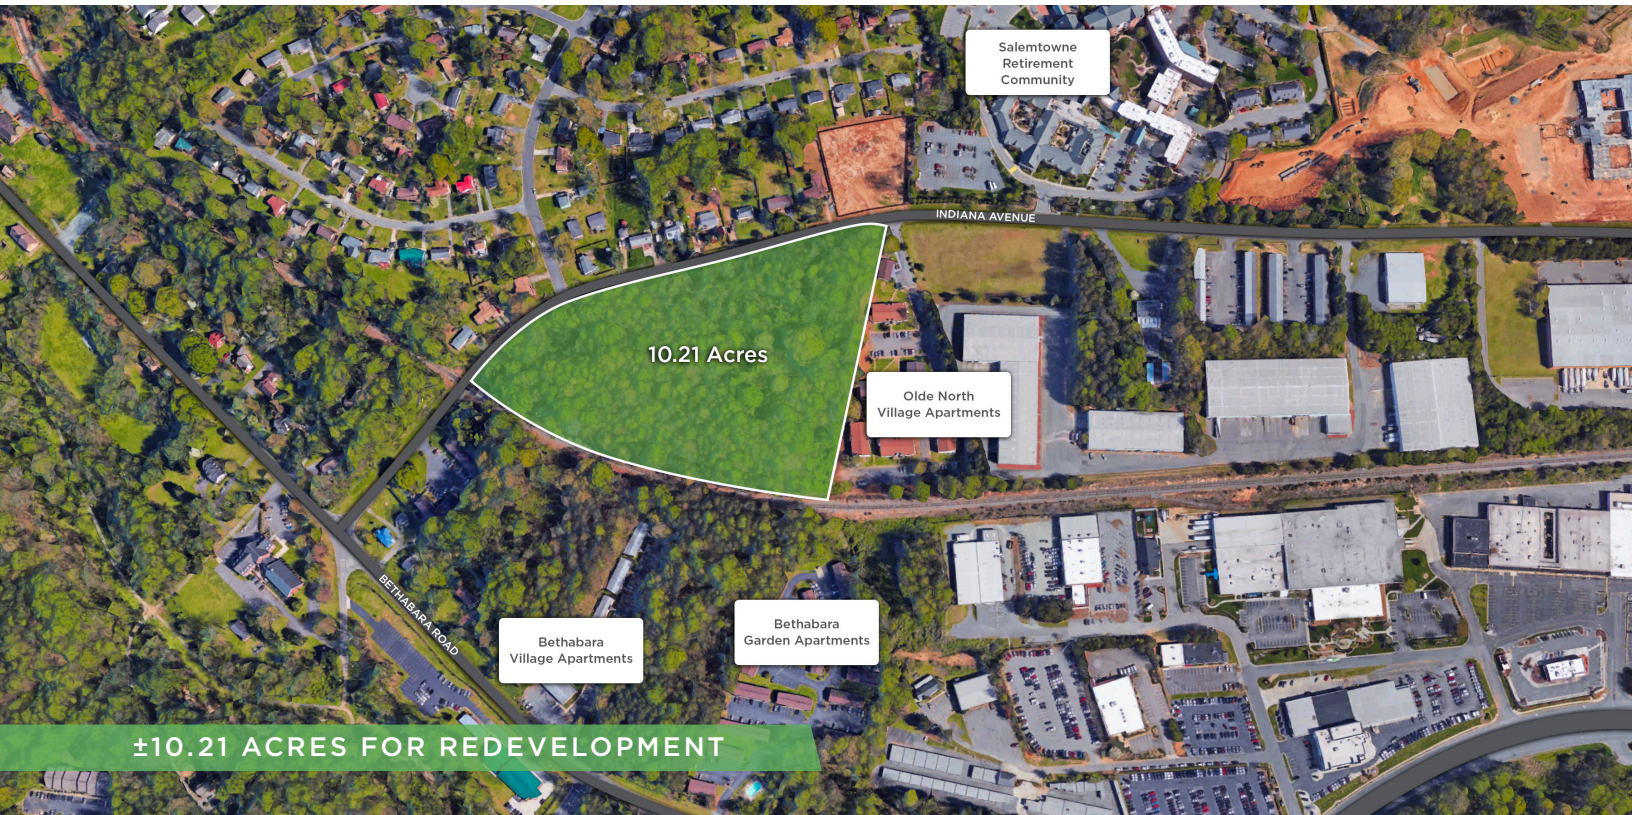 Salemtowne
Retirement
Community
INDIANA AVENUE
10.21 Acres
Olde North
Village Apartments
BETHABARA ROAD
Bethabara
Village Apartments
Bethabara
Garden Apartments
±10.21 ACRES FOR REDEVELOPMENT